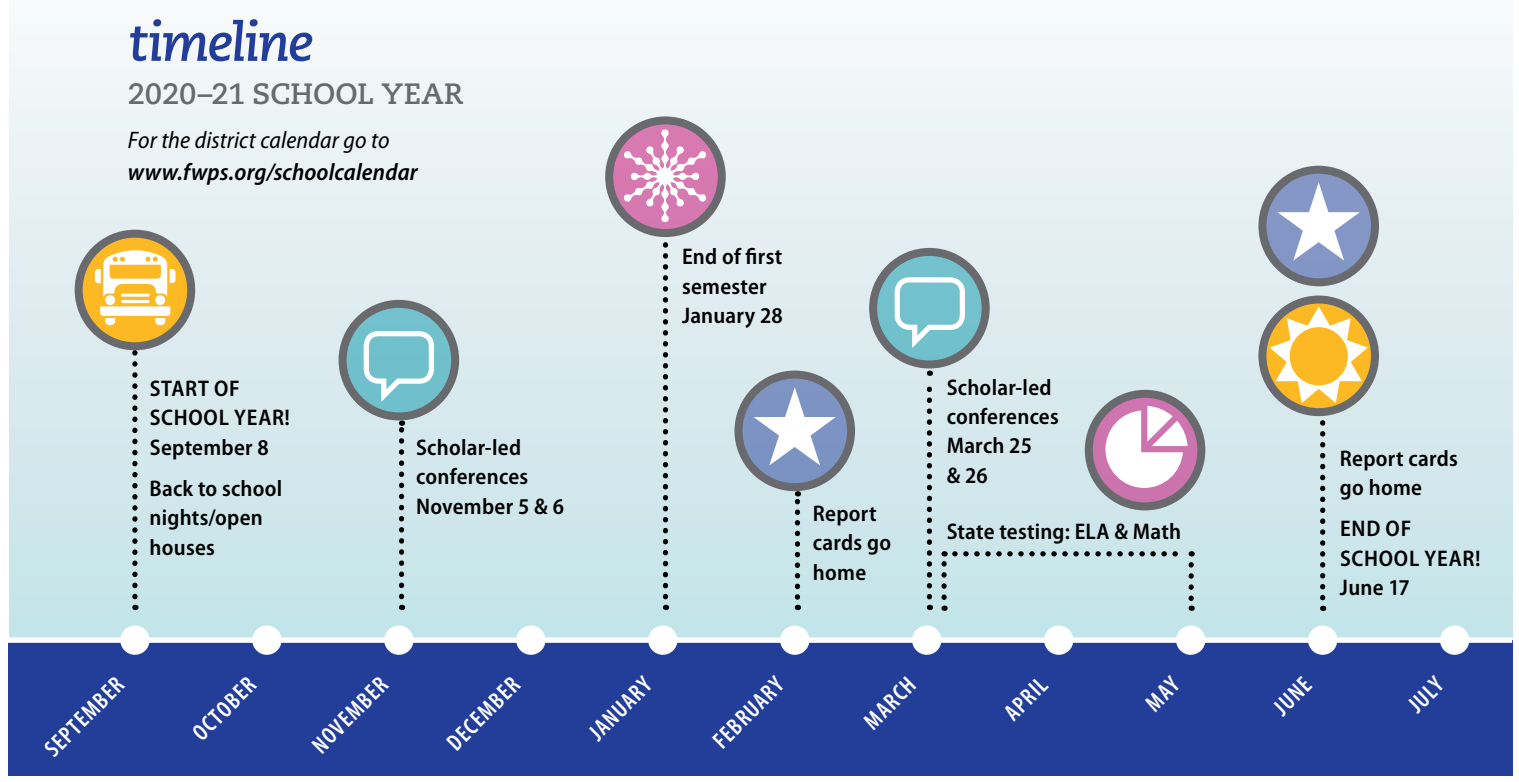 timeline
2020–21 SCHOOL YEAR
For the district calendar go to
www.fwps.org/schoolcalendar
START OF
SCHOOL YEAR!
September 8
Back to school
nights/open
houses
Scholar-led
conferences
November 5 & 6
End of first
semester
January 28
Report
cards go
home
Scholar-led
conferences
March 25
& 26
State testing: ELA & Math
Report cards
go home
END OF
SCHOOL YEAR!
June 17
SEPTEMBER
OCTOBER
NOVEMBER
DECEMBER
JANUARY
FEBRUARY
MARCH
APRIL
MAY
JUNE
JULY